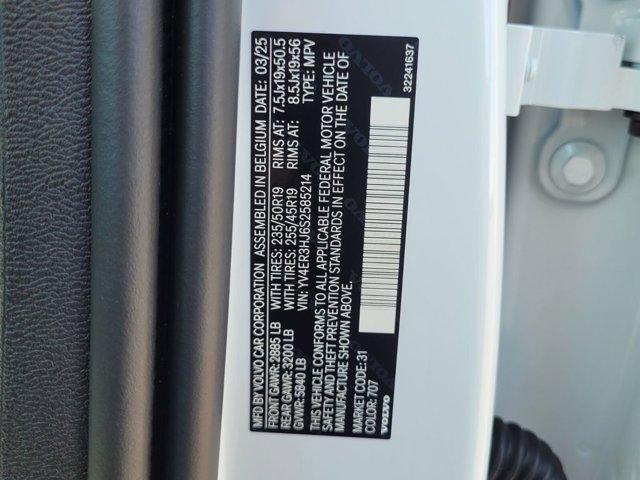 MFD BY VOLVO CAR CORPORATION ASSEMBLED IN BELGIUM DATE: 03/25
FRONT GAWR: 2885 LB TIRES: 235/50R19 RIMS AT: 7.5Jx19x50.5
REAR GAWR: 3200 LB TIRES: 255/45R19 RIMS AT: 8.5Jx19x56
GVWR: 5840 LB VIN: YV4ER3HJ6S2585214 TYPE: MPV
THIS VEHICLE CONFORMS TO ALL APPLICABLE FEDERAL MOTOR VEHICLE
SAFETY AND THEFT PREVENTION STANDARDS IN EFFECT ON THE DATE OF
MANUFACTURE SHOWN ABOVE.
MARKET CODE: 31
COLOR: 707
VOLVO
32241637